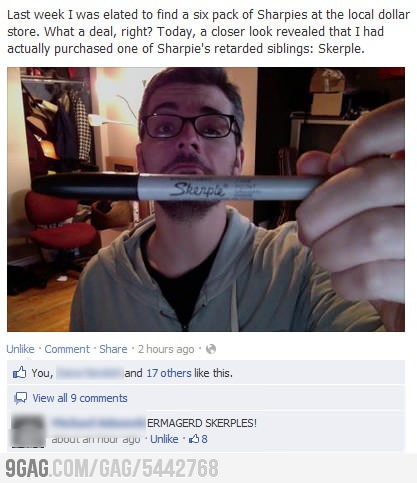 Last week I was elated to find a six pack of Sharpies at the local dollar
store. What a deal, right? Today, a closer look revealed that I had
actually purchased one of Sharpie's retarded siblings: Skerple.
Skerple
Unlike · Comment · Share · 2 hours ago ·
You, and 17 others like this.
View all 9 comments
ERMAGERD SKERPLES!
about an hour ago · Unlike · 8
9GAG.COM/GAG/5442768